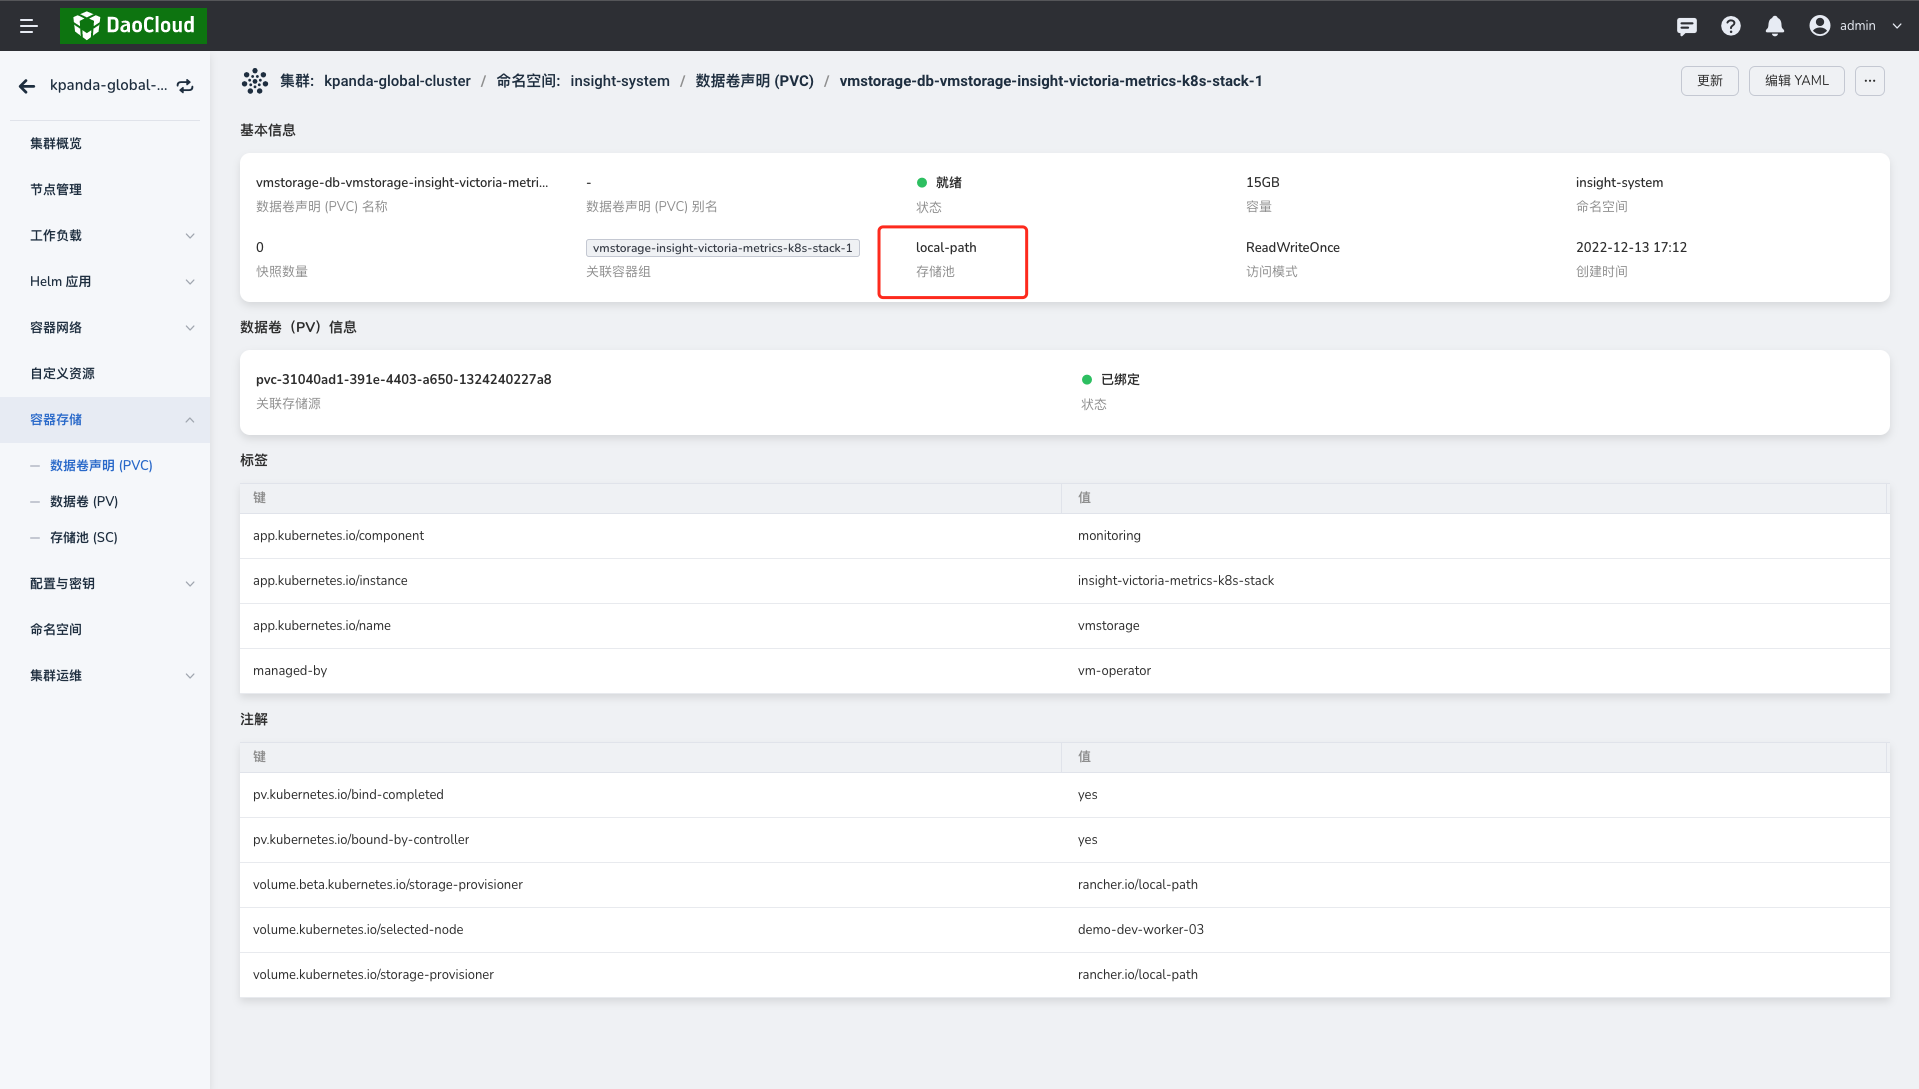 DaoCloud
admin
kpanda-global-...
集群概览
节点管理
工作负载
Helm 应用
容器网络
自定义资源
容器存储
数据卷声明 (PVC)
数据卷 (PV)
存储池 (SC)
配置与密钥
命名空间
集群运维
集群: kpanda-global-cluster / 命名空间: insight-system / 数据卷声明 (PVC) / vmstorage-db-vmstorage-insight-victoria-metrics-k8s-stack-1
更新 编辑 YAML ...
基本信息
vmstorage-db-vmstorage-insight-victoria-metri... - 就绪 15GB insight-system
数据卷声明 (PVC) 名称 数据卷声明 (PVC) 别名 状态 容量 命名空间
0 vmstorage-insight-victoria-metrics-k8s-stack-1 local-path ReadWriteOnce 2022-12-13 17:12
快照数量 关联容器组 存储池 访问模式 创建时间
数据卷（PV）信息
pvc-31040ad1-391e-4403-a650-1324240227a8 已绑定
关联存储源 状态
标签
键 值
app.kubernetes.io/component monitoring
app.kubernetes.io/instance insight-victoria-metrics-k8s-stack
app.kubernetes.io/name vmstorage
managed-by vm-operator
注解
键 值
pv.kubernetes.io/bind-completed yes
pv.kubernetes.io/bound-by-controller yes
volume.beta.kubernetes.io/storage-provisioner rancher.io/local-path
volume.kubernetes.io/selected-node demo-dev-worker-03
volume.kubernetes.io/storage-provisioner rancher.io/local-path